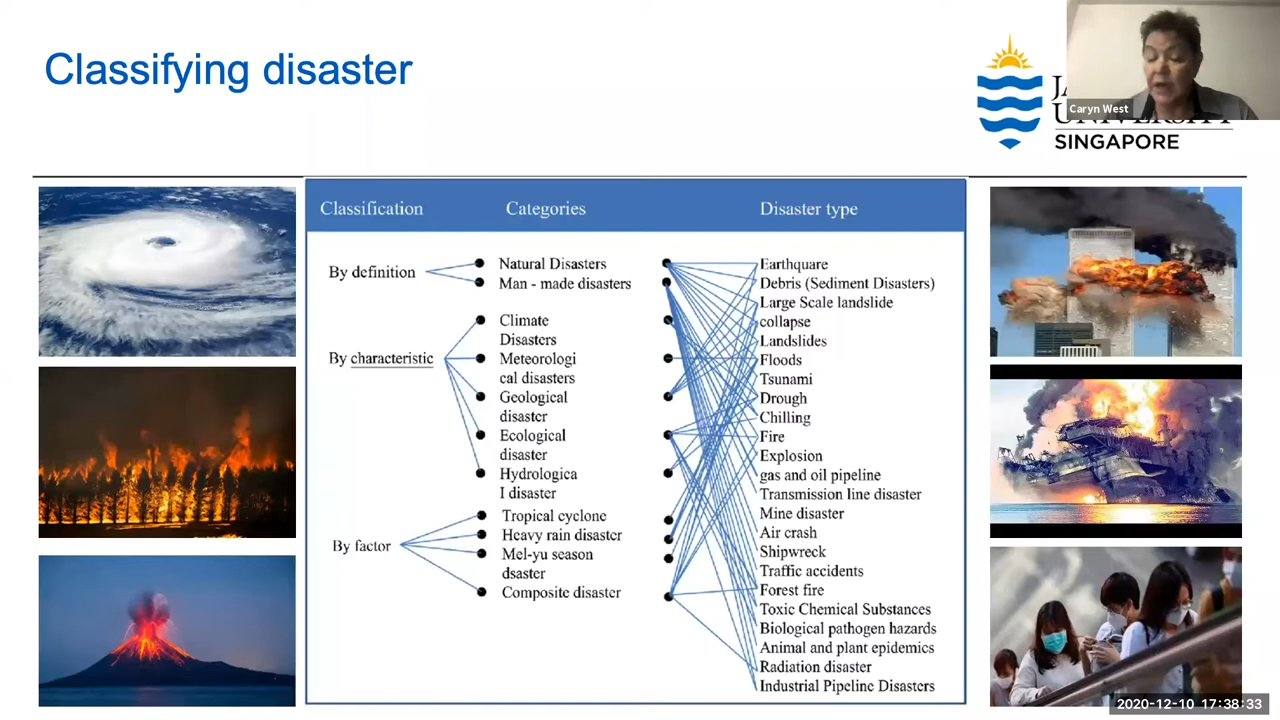 Classifying disaster
Caryn West
SINGAPORE
Classification Categories Disaster type
By definition
By characteristic
By factor
Natural Disasters
Man - made disasters
Climate
Disasters
Meteorologi
cal disasters
Geological
disaster
Ecological
disaster
Hydrologica
l disaster
Tropical cyclone
Heavy rain disaster
Mel-yu season
dsaster
Composite disaster
Earthquare
Debris (Sediment Disasters)
Large Scale landslide
collapse
Landslides
Floods
Tsunami
Drough
Chilling
Fire
Explosion
gas and oil pipeline
Transmission line disaster
Mine disaster
Air crash
Shipwreck
Traffic accidents
Forest fire
Toxic Chemical Substances
Biological pathogen hazards
Animal and plant epidemics
Radiation disaster
Industrial Pipeline Disasters
2020-12-10 17:38:33